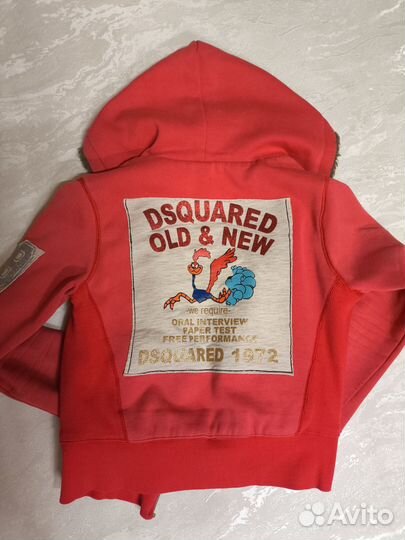 DSQUARED
OLD & NEW
-we require-
ORAL INTERVIEW
PAPER TEST
FREE PERFORMANCE
DSQUARED 1972
Avito